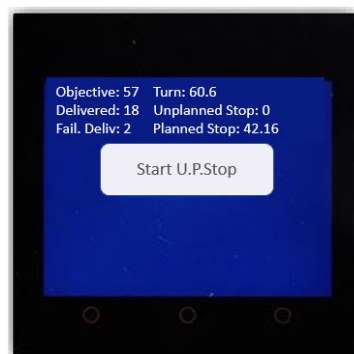 Objective: 57 Turn: 60.6
Delivered: 18 Unplanned Stop: 0
Fail. Deliv: 2 Planned Stop: 42.16
Start U.P.Stop